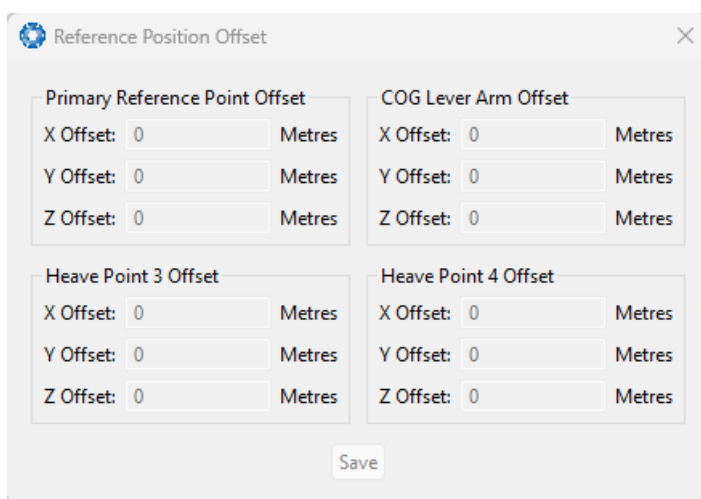 Reference Position Offset
Primary Reference Point Offset
X Offset: 0 Metres
Y Offset: 0 Metres
Z Offset: 0 Metres
COG Lever Arm Offset
X Offset: 0 Metres
Y Offset: 0 Metres
Z Offset: 0 Metres
Heave Point 3 Offset
X Offset: 0 Metres
Y Offset: 0 Metres
Z Offset: 0 Metres
Heave Point 4 Offset
X Offset: 0 Metres
Y Offset: 0 Metres
Z Offset: 0 Metres
Save